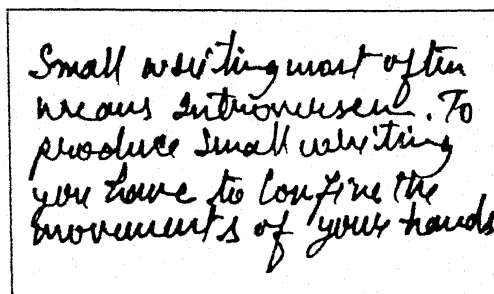 Small writing most often
means introversion. To
produce small writing
you have to confine the
movements of your hands